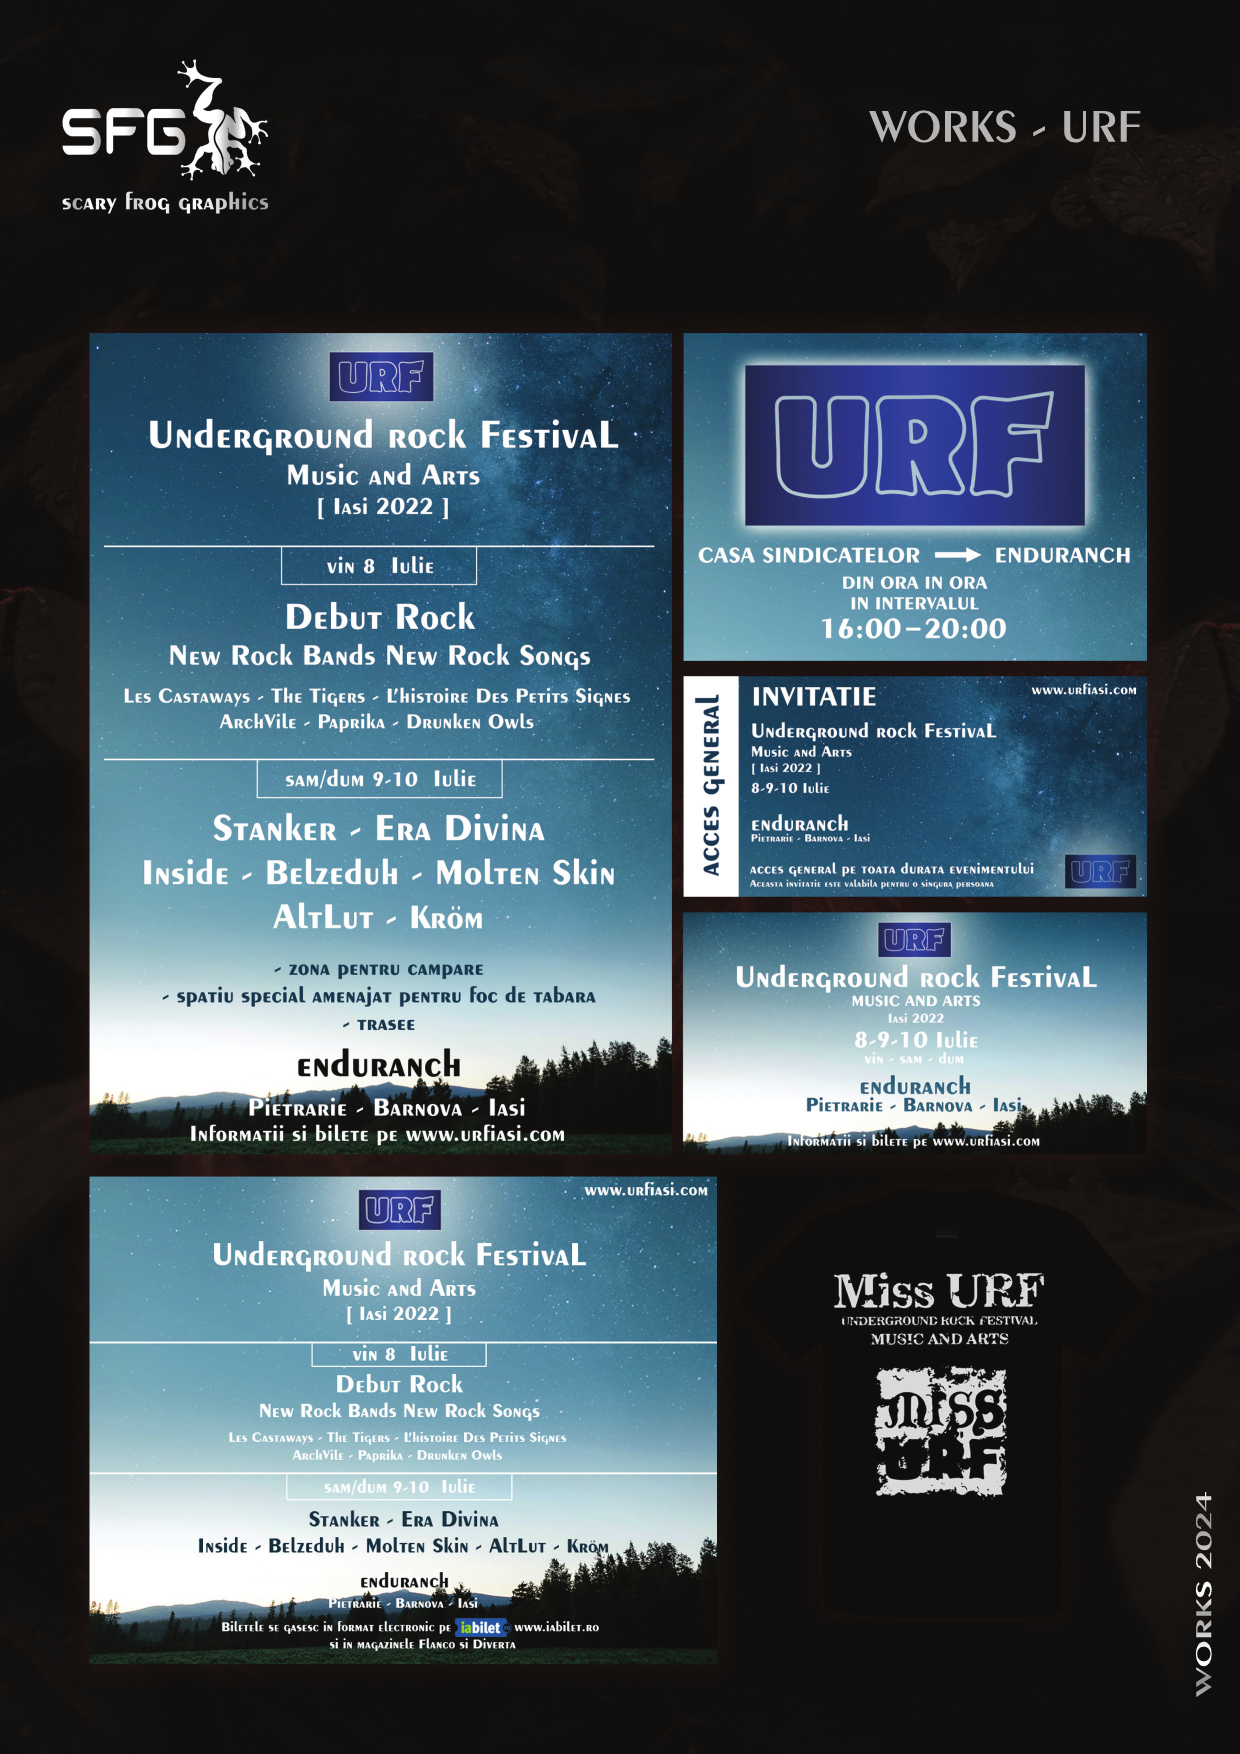 SFG
scary frog graphics
WORKS - URF
URF
Underground rock Festival
Music and Arts
[ Iasi 2022 ]
vin 8 Iulie
Debut Rock
New Rock Bands New Rock Songs
Les Castaways - The Tigers - L'histoire Des Petits Signes
ArchVile - Paprika - Drunken Owls
sam/dum 9-10 Iulie
Stanker - Era Divina
Inside - Belzeduh - Molten Skin
AltLut - Kröm
- zona pentru campare
- spatiu special amenajat pentru foc de tabara
- trasee
enduranch
Pietrarie - Barnova - Iasi
Informatii si bilete pe www.urfiasi.com
URF
CASA SINDICATELOR ENDURANCH
DIN ORA IN ORA
IN INTERVALUL
16:00-20:00
ACCES GENERAL
INVITATIE
www.urfiasi.com
Underground rock Festival
Music and Arts
[ Iasi 2022 ]
8-9-10 Iulie
enduranch
Pietrarie - Barnova - Iasi
acces general pe toata durata evenimentului
Aceasta invitatie este valabila pentru o singura persoana
URF
URF
Underground rock Festival
MUSIC AND ARTS
Iasi 2022
8-9-10 Iulie
vin - sam - dum
enduranch
Pietrarie - Barnova - Iasi
Informatii si bilete pe www.urfiasi.com
www.urfiasi.com
URF
Underground rock Festival
Music and Arts
[ Iasi 2022 ]
vin 8 Iulie
Debut Rock
New Rock Bands New Rock Songs
Les Castaways - The Tigers - L'histoire Des Petits Signes
ArchVile - Paprika - Drunken Owls
sam/dum 9-10 Iulie
Stanker - Era Divina
Inside - Belzeduh - Molten Skin - AltLut - Kröm
enduranch
Pietrarie - Barnova - Iasi
Biletele se gasesc in format electronic pe iabilet www.iabilet.ro
si in magazinele Flanco si Diverta
Miss URF
UNDERGROUND ROCK FESTIVAL
MUSIC AND ARTS
miss
URF
WORKS 2024